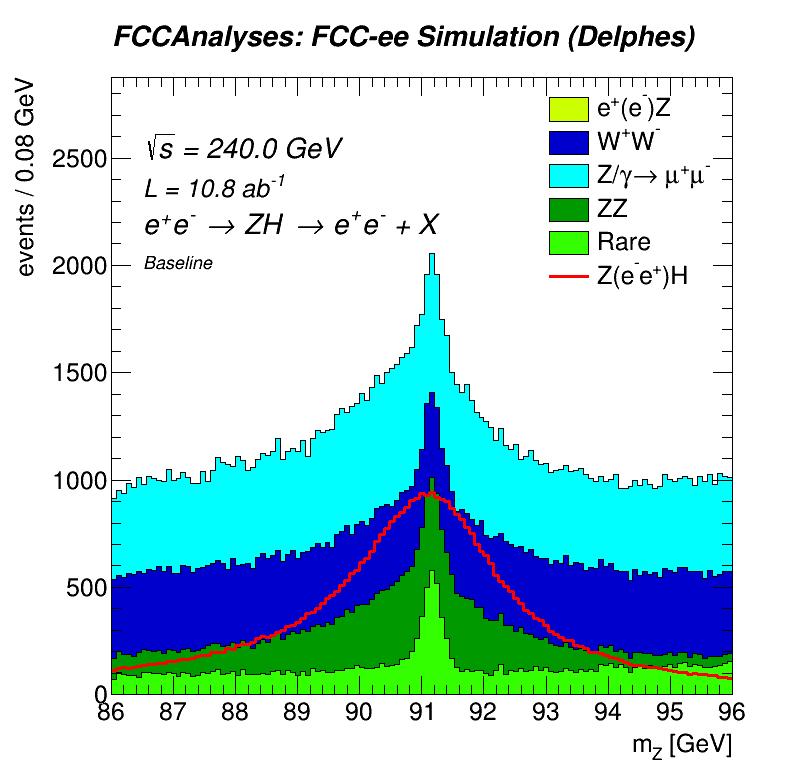 FCCAnalyses: FCC-ee Simulation (Delphes)
events / 0.08 GeV
√s = 240.0 GeV
L = 10.8 ab⁻¹
e⁺e⁻ → ZH → e⁺e⁻ + X
Baseline
e⁺(e⁻)Z
W⁺W⁻
Z/γ→ μ⁺μ⁻
ZZ
Rare
Z(e⁻e⁺)H
2500
2000
1500
1000
500
0
86 87 88 89 90 91 92 93 94 95 96
m_Z [GeV]